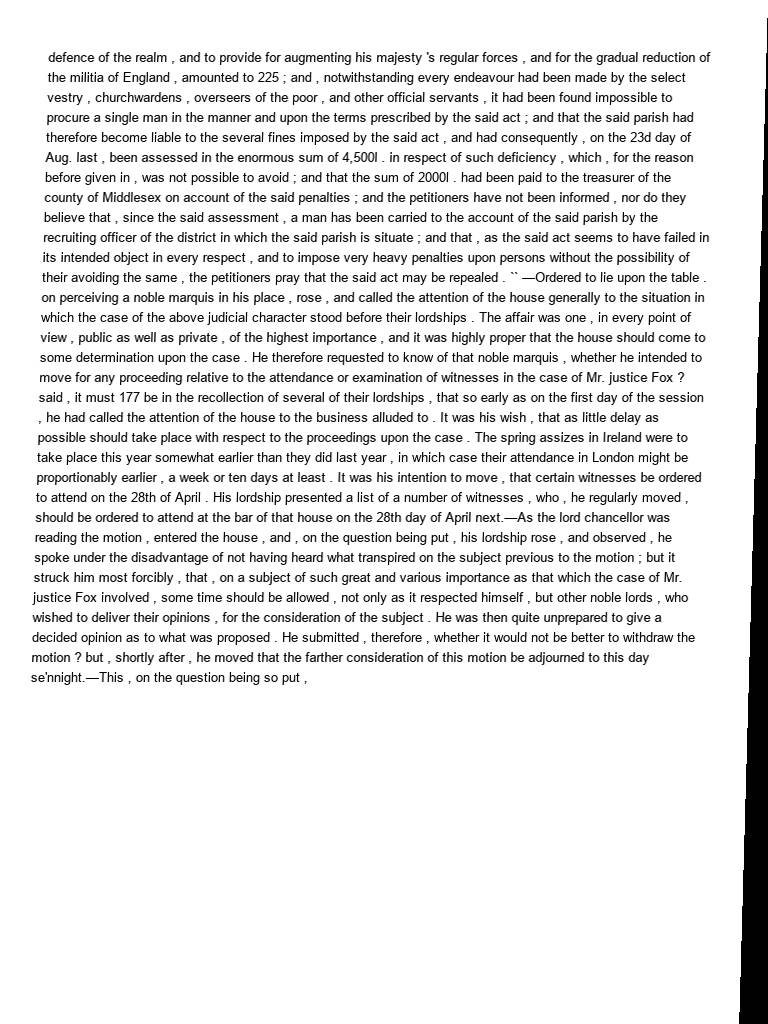 defence of the realm , and to provide for augmenting his majesty 's regular forces , and for the gradual reduction of
the militia of England , amounted to 225 ; and , notwithstanding every endeavour had been made by the select
vestry , churchwardens , overseers of the poor , and other official servants , it had been found impossible to
procure a single man in the manner and upon the terms prescribed by the said act ; and that the said parish had
therefore become liable to the several fines imposed by the said act , and had consequently , on the 23d day of
Aug. last , been assessed in the enormous sum of 4,500l . in respect of such deficiency , which , for the reason
before given in , was not possible to avoid ; and that the sum of 2000l . had been paid to the treasurer of the
county of Middlesex on account of the said penalties ; and the petitioners have not been informed , nor do they
believe that , since the said assessment , a man has been carried to the account of the said parish by the
recruiting officer of the district in which the said parish is situate ; and that , as the said act seems to have failed in
its intended object in every respect , and to impose very heavy penalties upon persons without the possibility of
their avoiding the same , the petitioners pray that the said act may be repealed . `` —Ordered to lie upon the table .
on perceiving a noble marquis in his place , rose , and called the attention of the house generally to the situation in
which the case of the above judicial character stood before their lordships . The affair was one , in every point of
view , public as well as private , of the highest importance , and it was highly proper that the house should come to
some determination upon the case . He therefore requested to know of that noble marquis , whether he intended to
move for any proceeding relative to the attendance or examination of witnesses in the case of Mr. justice Fox ?
said , it must 177 be in the recollection of several of their lordships , that so early as on the first day of the session
, he had called the attention of the house to the business alluded to . It was his wish , that as little delay as
possible should take place with respect to the proceedings upon the case . The spring assizes in Ireland were to
take place this year somewhat earlier than they did last year , in which case their attendance in London might be
proportionably earlier , a week or ten days at least . It was his intention to move , that certain witnesses be ordered
to attend on the 28th of April . His lordship presented a list of a number of witnesses , who , he regularly moved ,
should be ordered to attend at the bar of that house on the 28th day of April next.—As the lord chancellor was
reading the motion , entered the house , and , on the question being put , his lordship rose , and observed , he
spoke under the disadvantage of not having heard what transpired on the subject previous to the motion ; but it
struck him most forcibly , that , on a subject of such great and various importance as that which the case of Mr.
justice Fox involved , some time should be allowed , not only as it respected himself , but other noble lords , who
wished to deliver their opinions , for the consideration of the subject . He was then quite unprepared to give a
decided opinion as to what was proposed . He submitted , therefore , whether it would not be better to withdraw the
motion ? but , shortly after , he moved that the farther consideration of this motion be adjourned to this day
se'nnight.—This , on the question being so put ,